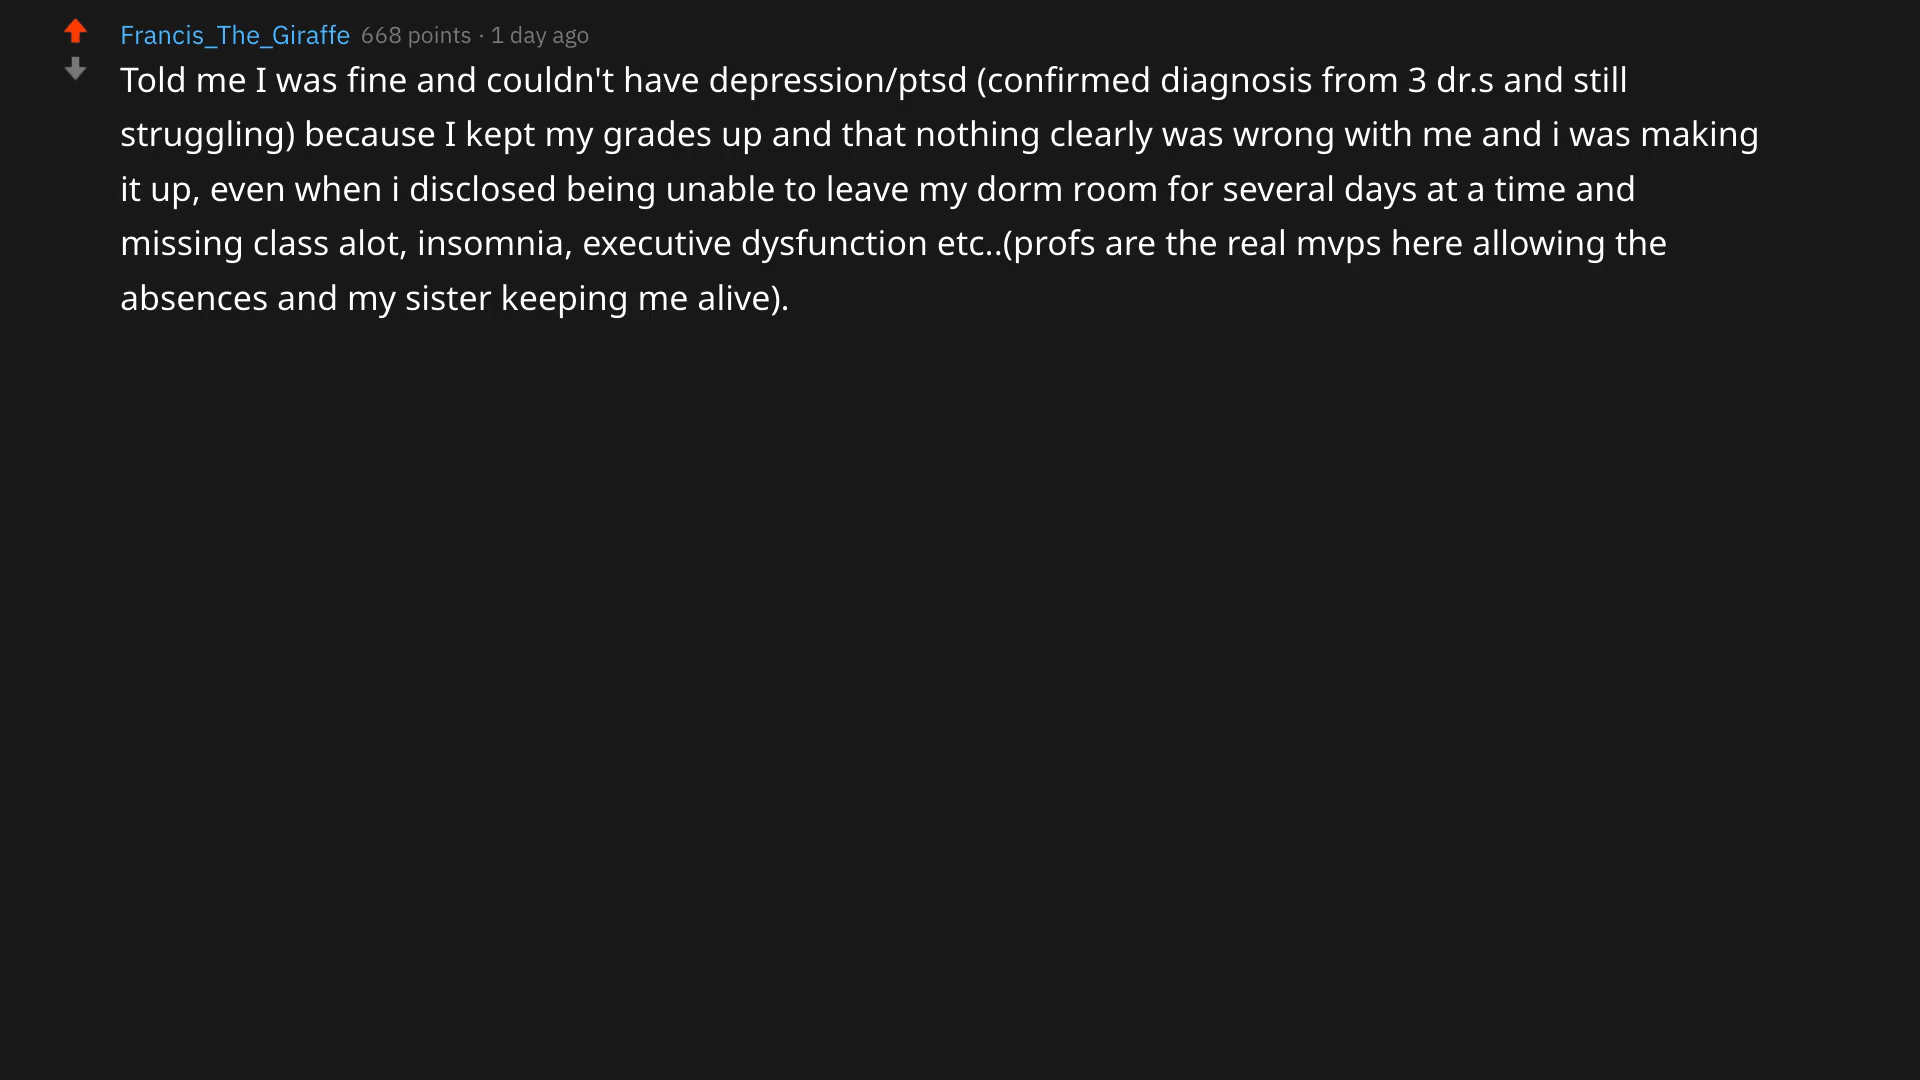 Francis_The_Giraffe 668 points · 1 day ago
Told me I was fine and couldn't have depression/ptsd (confirmed diagnosis from 3 dr.s and still
struggling) because I kept my grades up and that nothing clearly was wrong with me and i was making
it up, even when i disclosed being unable to leave my dorm room for several days at a time and
missing class alot, insomnia, executive dysfunction etc..(profs are the real mvps here allowing the
absences and my sister keeping me alive).